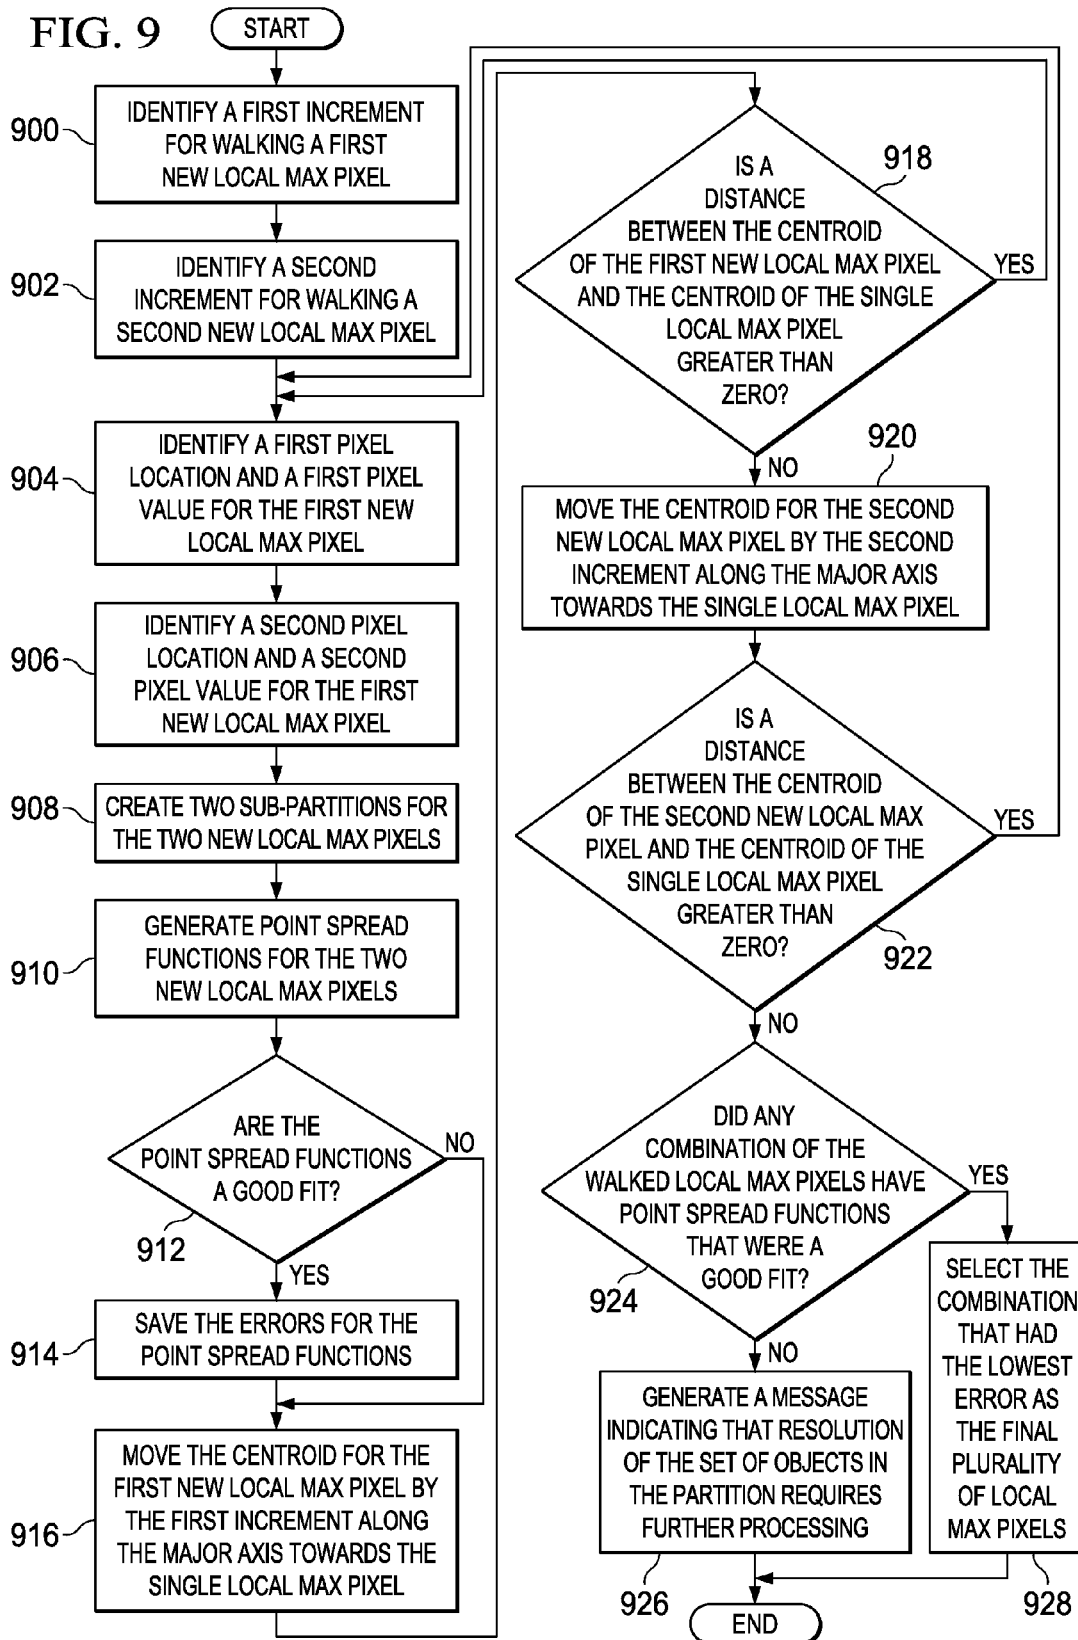 FIG. 9
START
900
IDENTIFY A FIRST INCREMENT
FOR WALKING A FIRST
NEW LOCAL MAX PIXEL
902
IDENTIFY A SECOND
INCREMENT FOR WALKING A
SECOND NEW LOCAL MAX PIXEL
904
IDENTIFY A FIRST PIXEL
LOCATION AND A FIRST PIXEL
VALUE FOR THE FIRST NEW
LOCAL MAX PIXEL
906
IDENTIFY A SECOND PIXEL
LOCATION AND A SECOND
PIXEL VALUE FOR THE FIRST
NEW LOCAL MAX PIXEL
908
CREATE TWO SUB-PARTITIONS FOR
THE TWO NEW LOCAL MAX PIXELS
910
GENERATE POINT SPREAD
FUNCTIONS FOR THE TWO
NEW LOCAL MAX PIXELS
ARE THE
POINT SPREAD FUNCTIONS
A GOOD FIT?
NO
912
YES
914
SAVE THE ERRORS FOR THE
POINT SPREAD FUNCTIONS
916
MOVE THE CENTROID FOR THE
FIRST NEW LOCAL MAX PIXEL BY
THE FIRST INCREMENT ALONG
THE MAJOR AXIS TOWARDS THE
SINGLE LOCAL MAX PIXEL
918
IS A
DISTANCE
BETWEEN THE CENTROID
OF THE FIRST NEW LOCAL MAX PIXEL
AND THE CENTROID OF THE SINGLE
LOCAL MAX PIXEL
GREATER THAN
ZERO?
YES
NO
920
MOVE THE CENTROID FOR THE SECOND
NEW LOCAL MAX PIXEL BY THE SECOND
INCREMENT ALONG THE MAJOR AXIS
TOWARDS THE SINGLE LOCAL MAX PIXEL
IS A
DISTANCE
BETWEEN THE CENTROID
OF THE SECOND NEW LOCAL MAX
PIXEL AND THE CENTROID OF THE
SINGLE LOCAL MAX PIXEL
GREATER THAN
ZERO?
YES
922
NO
DID ANY
COMBINATION OF THE
WALKED LOCAL MAX PIXELS HAVE
POINT SPREAD FUNCTIONS
THAT WERE A
GOOD FIT?
YES
924
NO
GENERATE A MESSAGE
INDICATING THAT RESOLUTION
OF THE SET OF OBJECTS IN
THE PARTITION REQUIRES
FURTHER PROCESSING
926
SELECT THE
COMBINATION
THAT HAD
THE LOWEST
ERROR AS
THE FINAL
PLURALITY
OF LOCAL
MAX PIXELS
928
END